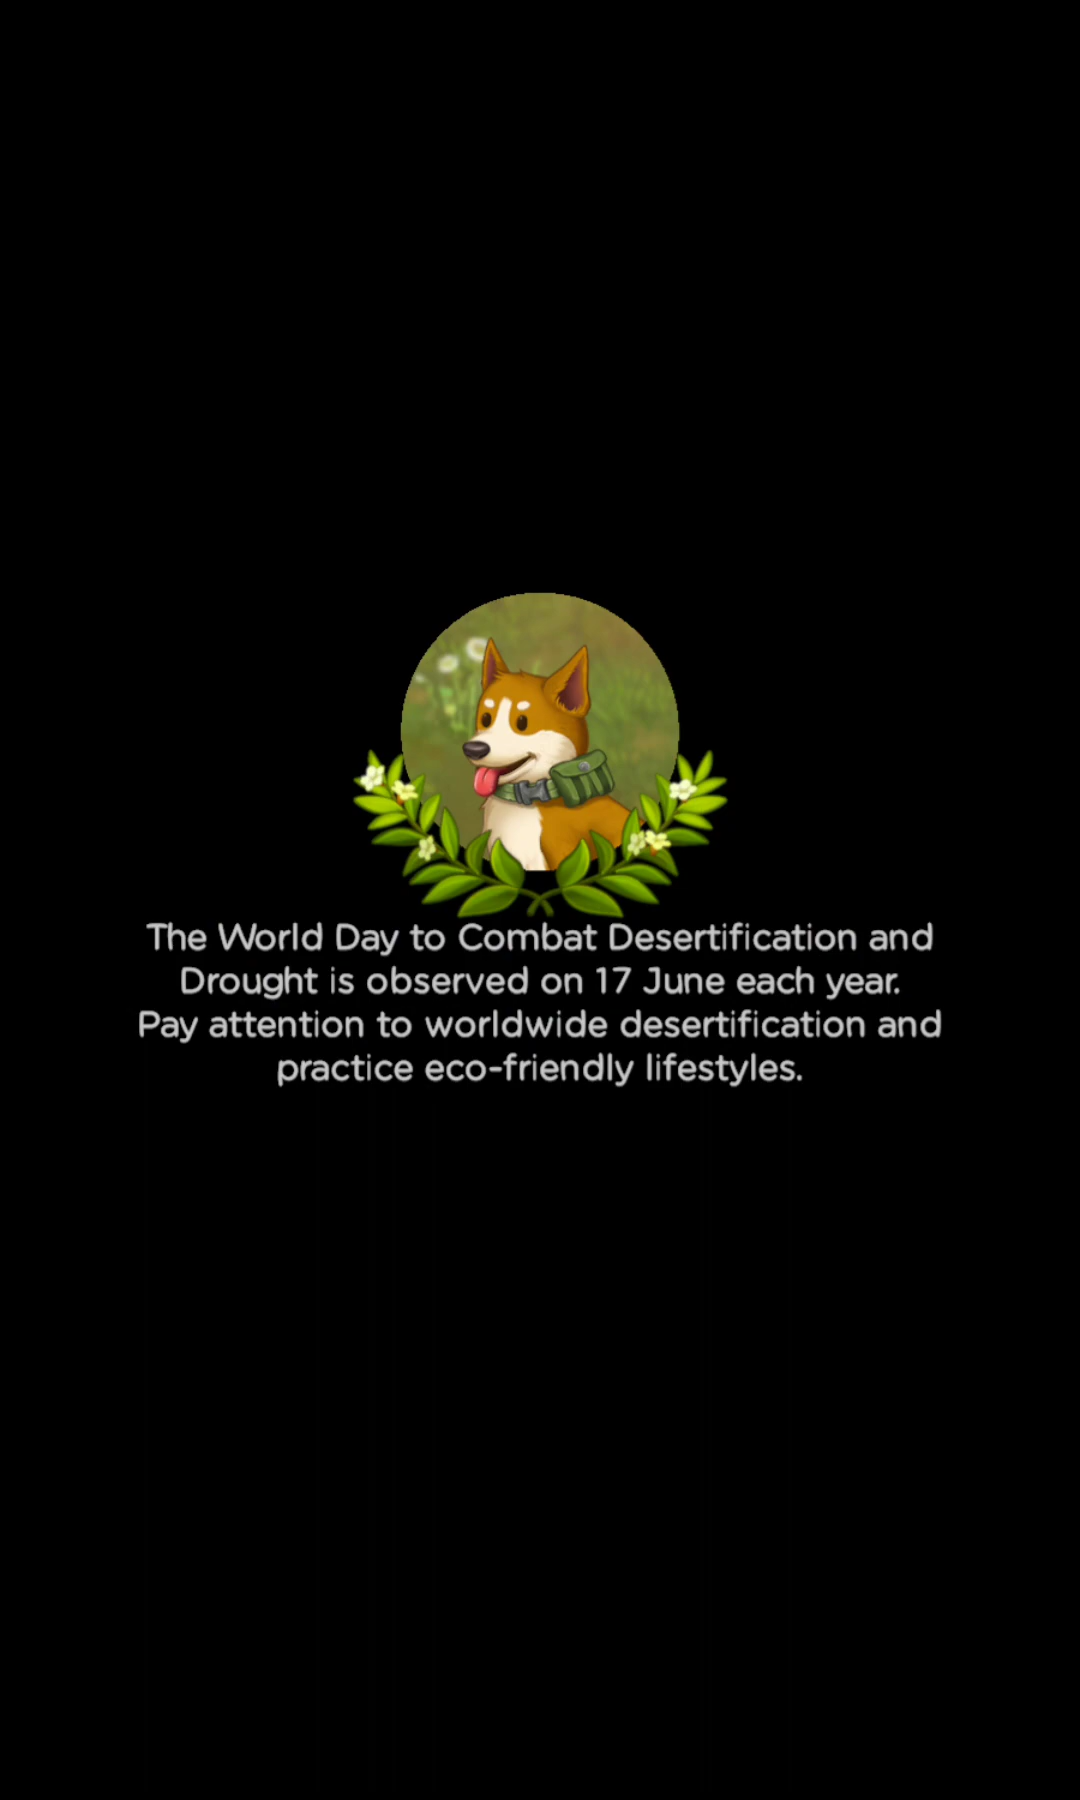 The World Day to Combat Desertification and
Drought is observed on 17 June each year.
Pay attention to worldwide desertification and
practice eco-friendly lifestyles.